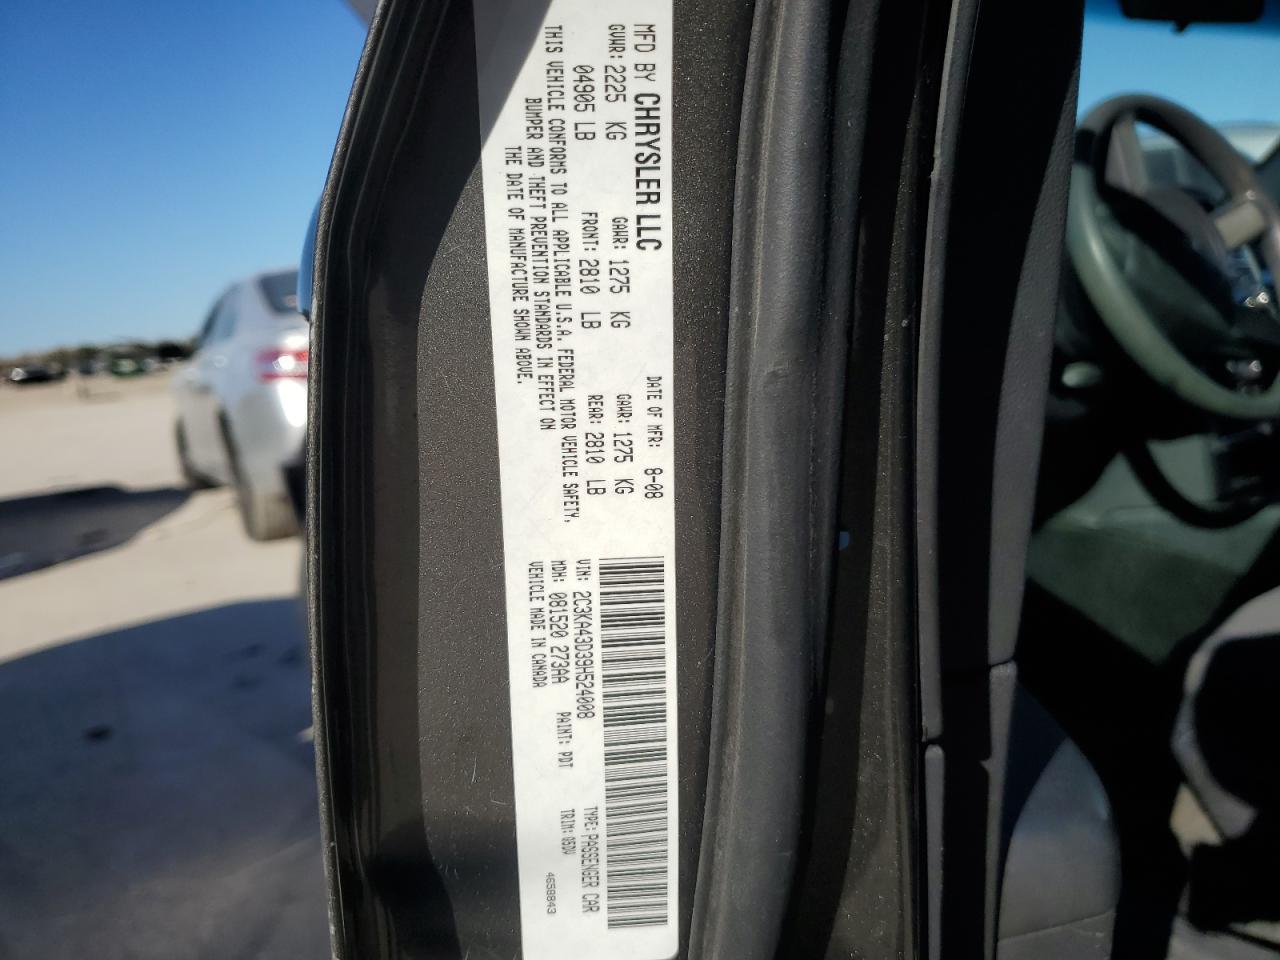 MFD BY CHRYSLER LLC DATE OF MFR: 8-08
GVWR: 2225 KG GAWR: 1275 KG GAWR: 1275 KG
04905 LB FRONT: 2810 LB REAR: 2810 LB
THIS VEHICLE CONFORMS TO ALL APPLICABLE U.S.A. FEDERAL MOTOR VEHICLE SAFETY,
BUMPER AND THEFT PREVENTION STANDARDS IN EFFECT ON
THE DATE OF MANUFACTURE SHOWN ABOVE.
VIN: 2C3KA43D39H524008 TYPE: PASSENGER CAR
MDH: 081520 273AA PAINT: PDT TRIM: 
VEHICLE MADE IN CANADA 4658843